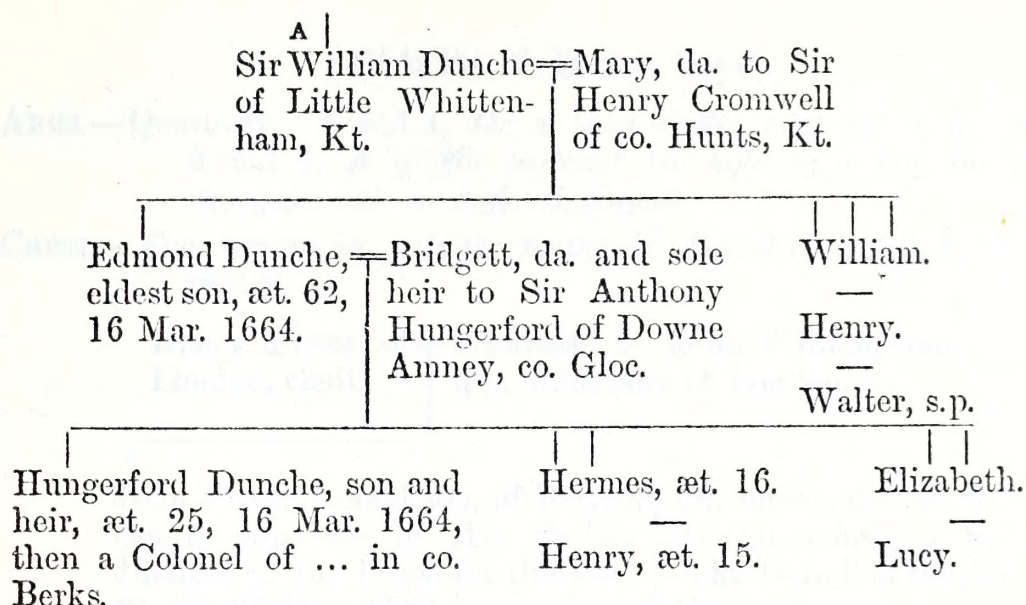 A
Sir William Dunche=Mary, da. to Sir
of Little Whitten- Henry Cromwell
ham, Kt. of co. Hunts, Kt.
Edmond Dunche,=Bridgett, da. and sole
eldest son, æt. 62, heir to Sir Anthony
16 Mar. 1664. Hungerford of Downe
Amney, co. Gloc.
William.
—
Henry.
—
Walter, s.p.
Hungerford Dunche, son and
heir, æt. 25, 16 Mar. 1664,
then a Colonel of ... in co.
Berks.
Hermes, æt. 16.
—
Henry, æt. 15.
Elizabeth.
—
Lucy.